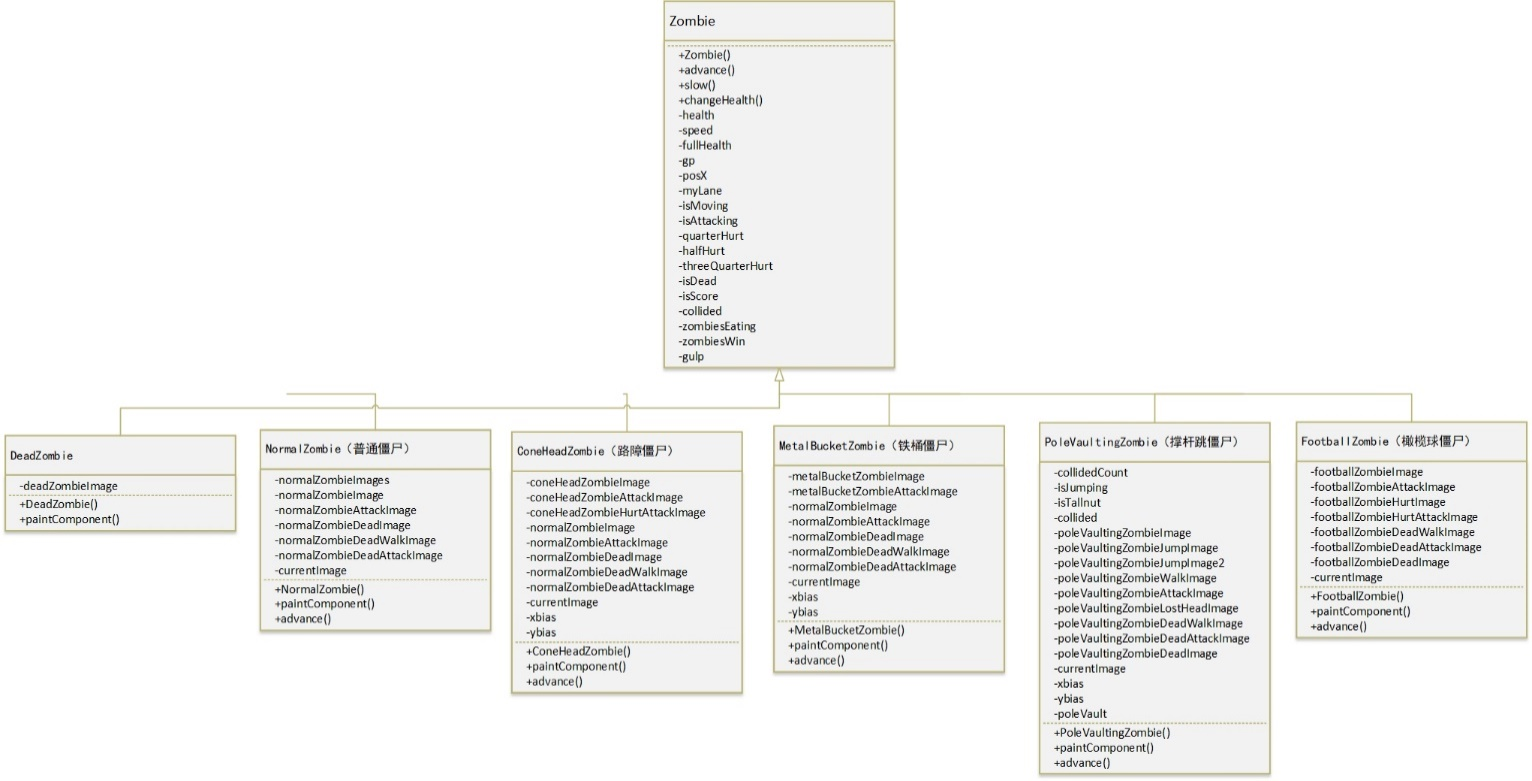 Zombie
+Zombie()
+advance()
+slow()
+changeHealth()
-health
-speed
-fullHealth
-gp
-posX
-myLane
-isMoving
-isAttacking
-quarterHurt
-halfHurt
-threeQuarterHurt
-isDead
-isScore
-collided
-zombiesEating
-zombiesWin
-gulp
DeadZombie
-deadZombieImage
+DeadZombie()
+paintComponent()
NormalZombie（普通僵尸）
-normalZombieImages
-normalZombieImage
-normalZombieAttackImage
-normalZombieDeadImage
-normalZombieDeadWalkImage
-normalZombieDeadAttackImage
-currentImage
+NormalZombie()
+paintComponent()
+advance()
ConeHeadZombie（路障僵尸）
-coneHeadZombieImage
-coneHeadZombieAttackImage
-coneHeadZombieHurtAttackImage
-normalZombieImage
-normalZombieAttackImage
-normalZombieDeadImage
-normalZombieDeadWalkImage
-normalZombieDeadAttackImage
-currentImage
-xbias
-ybias
+ConeHeadZombie()
+paintComponent()
+advance()
MetalBucketZombie（铁桶僵尸）
-metalBucketZombieImage
-metalBucketZombieAttackImage
-normalZombieImage
-normalZombieAttackImage
-normalZombieDeadImage
-normalZombieDeadWalkImage
-normalZombieDeadAttackImage
-currentImage
-xbias
-ybias
+MetalBucketZombie()
+paintComponent()
+advance()
PoleVaultingZombie（撑杆跳僵尸）
-collidedCount
-isJumping
-isTallnut
-collided
-poleVaultingZombieImage
-poleVaultingZombieJumpImage
-poleVaultingZombieJumpImage2
-poleVaultingZombieWalkImage
-poleVaultingZombieAttackImage
-poleVaultingZombieLostHeadImage
-poleVaultingZombieDeadWalkImage
-poleVaultingZombieDeadAttackImage
-poleVaultingZombieDeadImage
-currentImage
-xbias
-ybias
-poleVault
+PoleVaultingZombie()
+paintComponent()
+advance()
FootballZombie（橄榄球僵尸）
-footballZombieImage
-footballZombieAttackImage
-footballZombieHurtImage
-footballZombieHurtAttackImage
-footballZombieDeadWalkImage
-footballZombieDeadAttackImage
-footballZombieDeadImage
-currentImage
+FootballZombie()
+paintComponent()
+advance()